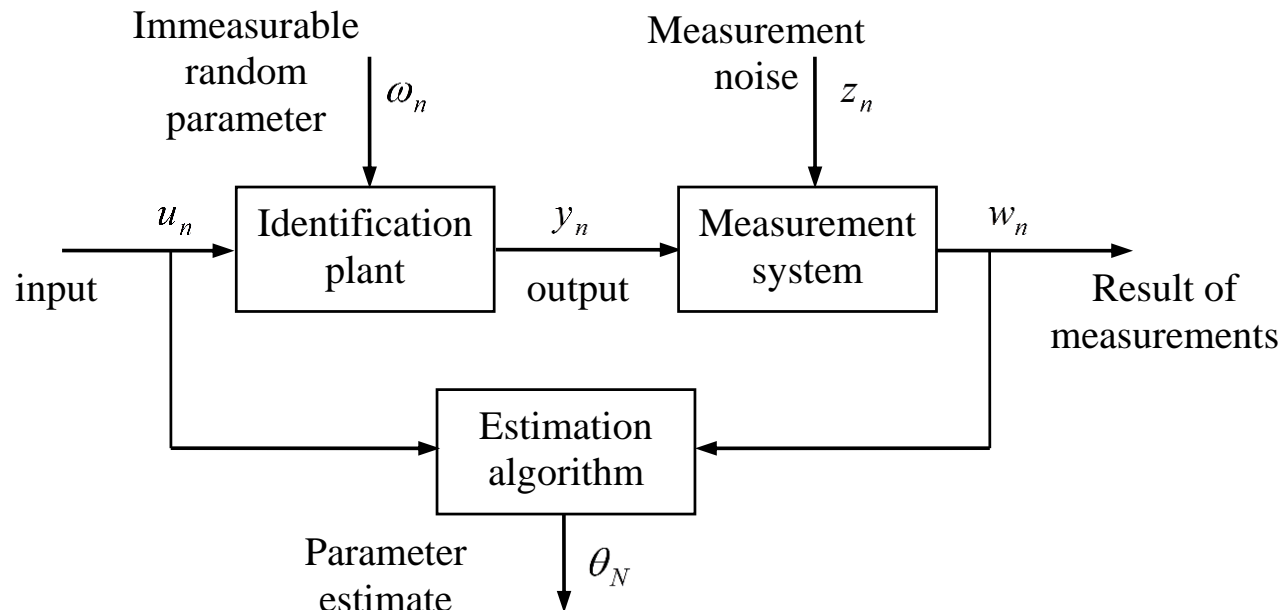 Immeasurable
random
parameter
ω_n
Measurement
noise
z_n
u_n
input
Identification
plant
y_n
output
Measurement
system
w_n
Result of
measurements
Estimation
algorithm
Parameter
estimate
θ_N